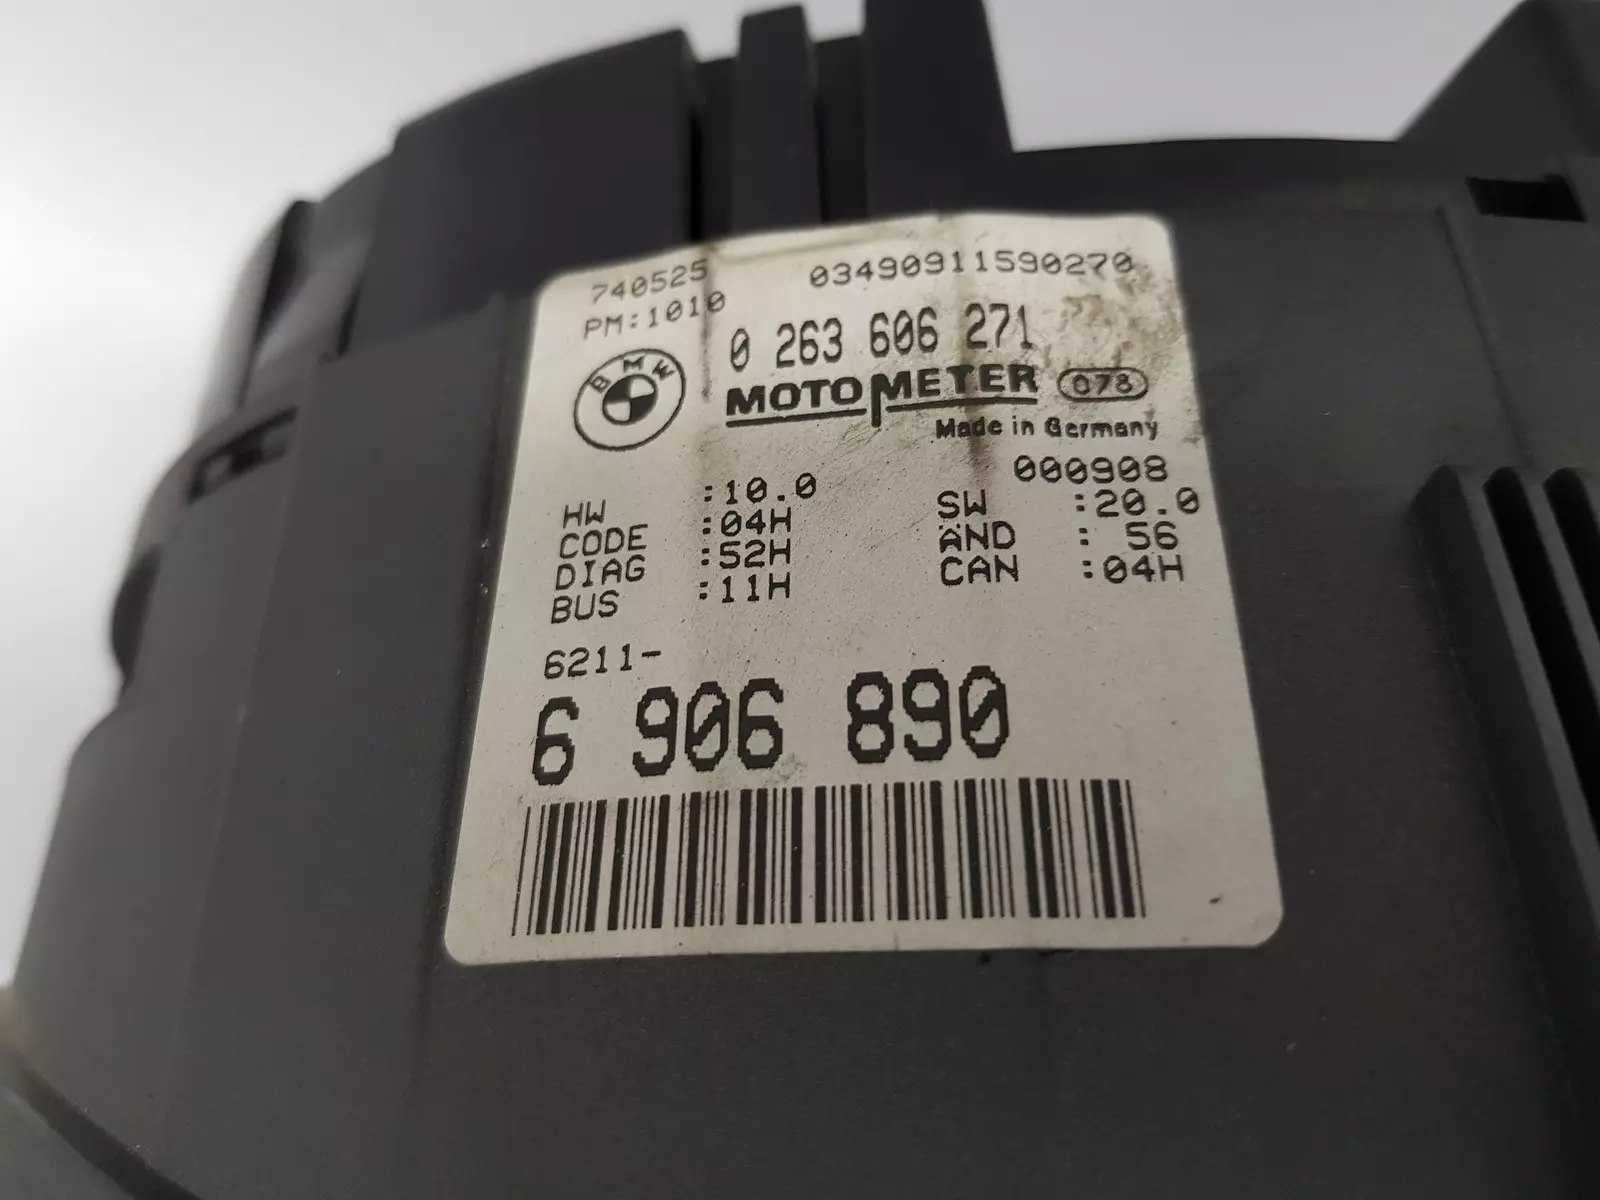 740525 03490911590270
PM:1010
0 263 606 271
BMW
MOTOMETER 078
Made in Germany
000908
HW :10.0 SW :20.0
CODE :04H ÄND : 56
DIAG :52H CAN :04H
BUS :11H
6211-
6 906 890